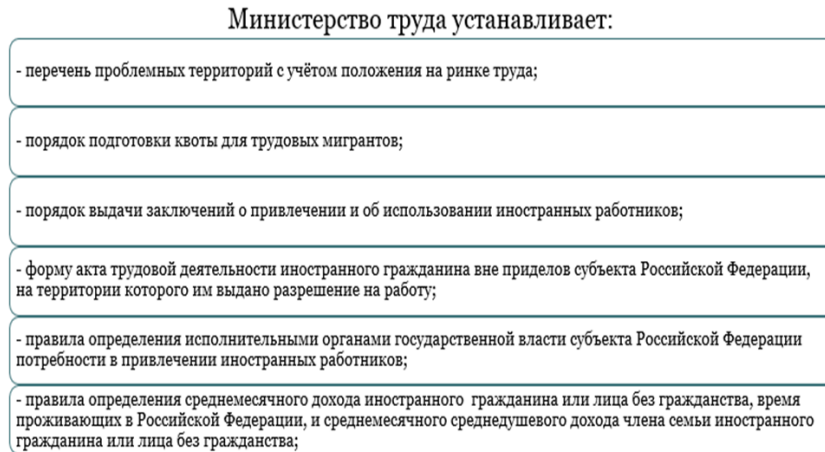 Министерство труда устанавливает:
- перечень проблемных территорий с учётом положения на ринке труда;
- порядок подготовки квоты для трудовых мигрантов;
- порядок выдачи заключений о привлечении и об использовании иностранных работников;
- форму акта трудовой деятельности иностранного гражданина вне приделов субъекта Российской Федерации,
на территории которого им выдано разрешение на работу;
- правила определения исполнительными органами государственной власти субъекта Российской Федерации
потребности в привлечении иностранных работников;
- правила определения среднемесячного дохода иностранного гражданина или лица без гражданства, время
проживающих в Российской Федерации, и среднемесячного среднедушевого дохода члена семьи иностранного
гражданина или лица без гражданства;